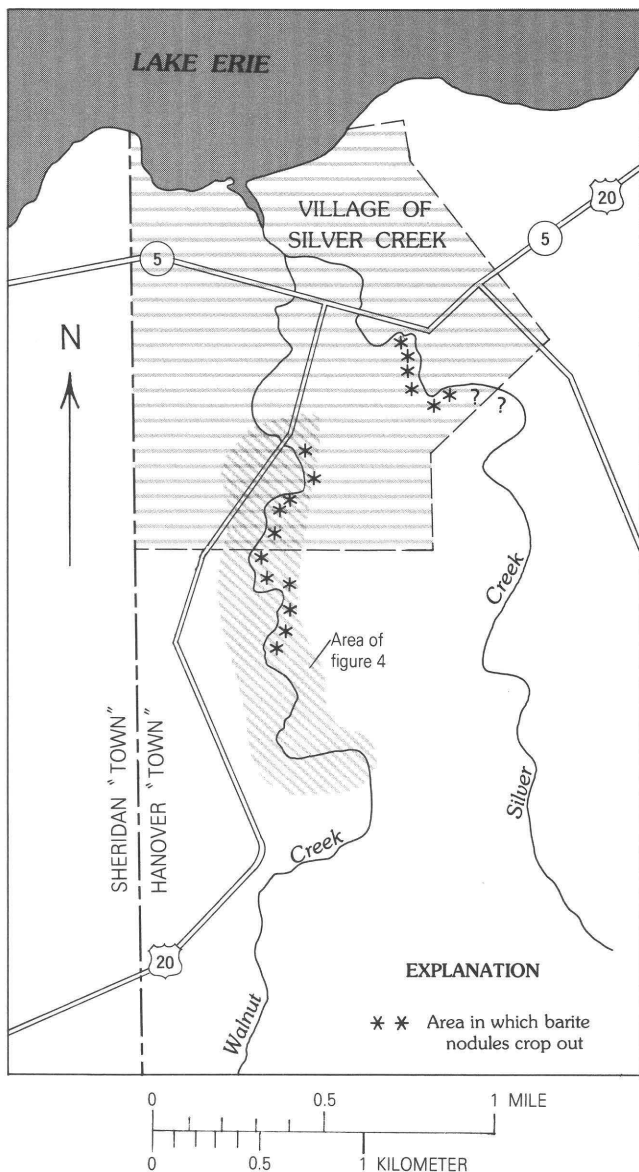 LAKE ERIE
VILLAGE OF
SILVER CREEK
20
5
5
N
? ?
Creek
Area of
figure 4
SHERIDAN "TOWN"
HANOVER "TOWN"
Silver
Creek
20
Walnut
EXPLANATION
* * Area in which barite
nodules crop out
0 0.5 1 MILE
0 0.5 1 KILOMETER